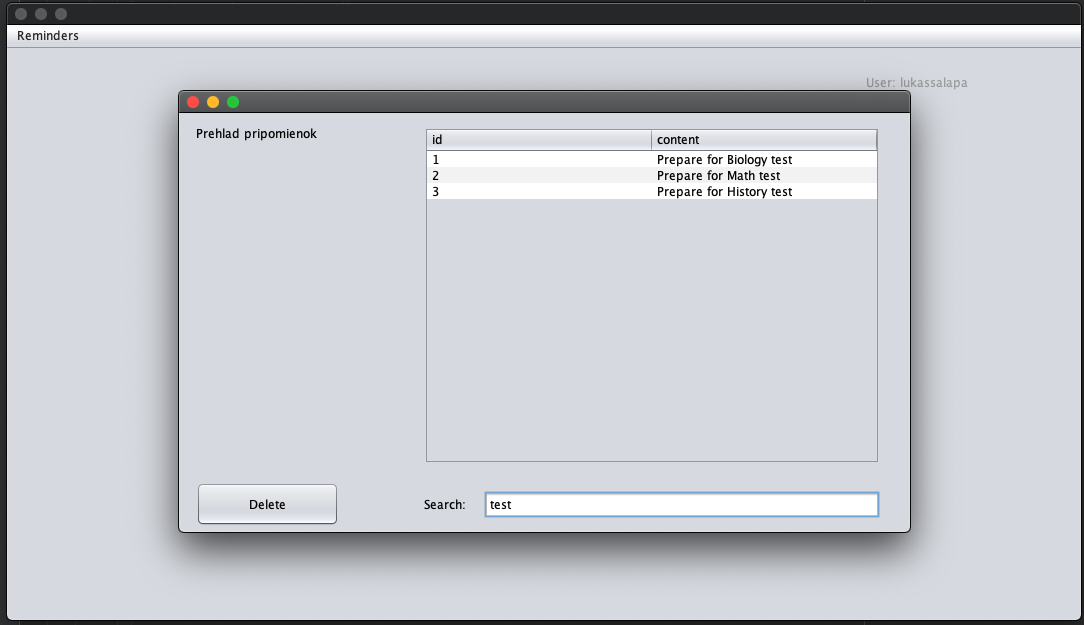 Reminders
User: lukassalapa
Prehlad pripomienok
id content
1 Prepare for Biology test
2 Prepare for Math test
3 Prepare for History test
Delete
Search: test